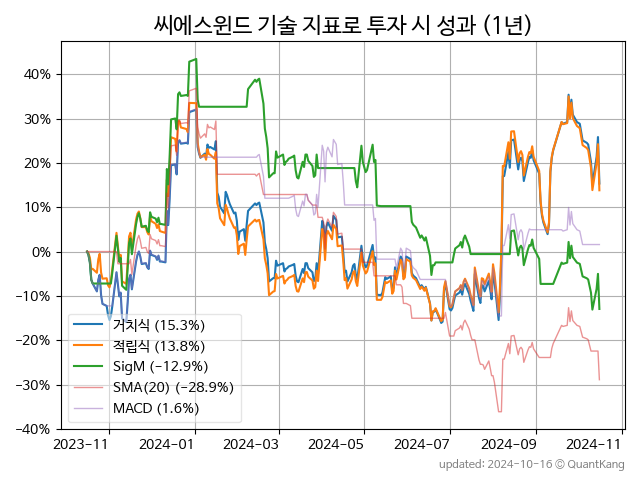 씨에스윈드 기술 지표로 투자 시 성과 (1년)
40%
30%
20%
10%
0%
−10%
−20%
−30%
−40%
거치식 (15.3%)
적립식 (13.8%)
SigM (−12.9%)
SMA(20) (−28.9%)
MACD (1.6%)
2023-11 2024-01 2024-03 2024-05 2024-07 2024-09 2024-11
updated: 2024-10-16 © QuantKang